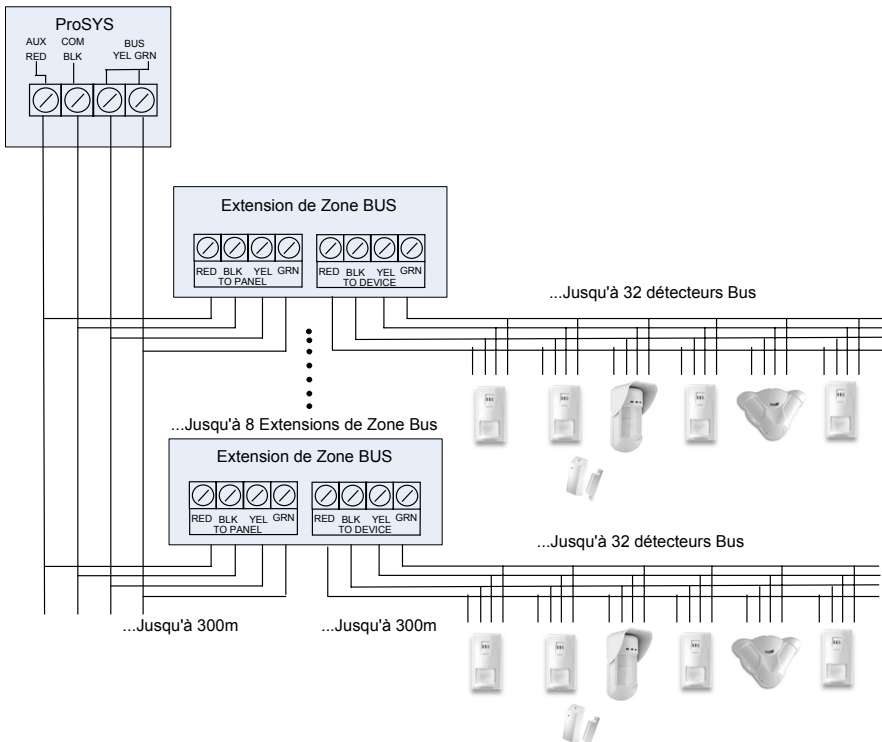 ProSYS
AUX COM BUS
RED BLK YEL GRN
Extension de Zone BUS
RED BLK YEL GRN RED BLK YEL GRN
TO PANEL TO DEVICE
...Jusqu'à 32 détecteurs Bus
...Jusqu'à 8 Extensions de Zone Bus
Extension de Zone BUS
RED BLK YEL GRN RED BLK YEL GRN
TO PANEL TO DEVICE
...Jusqu'à 32 détecteurs Bus
...Jusqu'à 300m ...Jusqu'à 300m